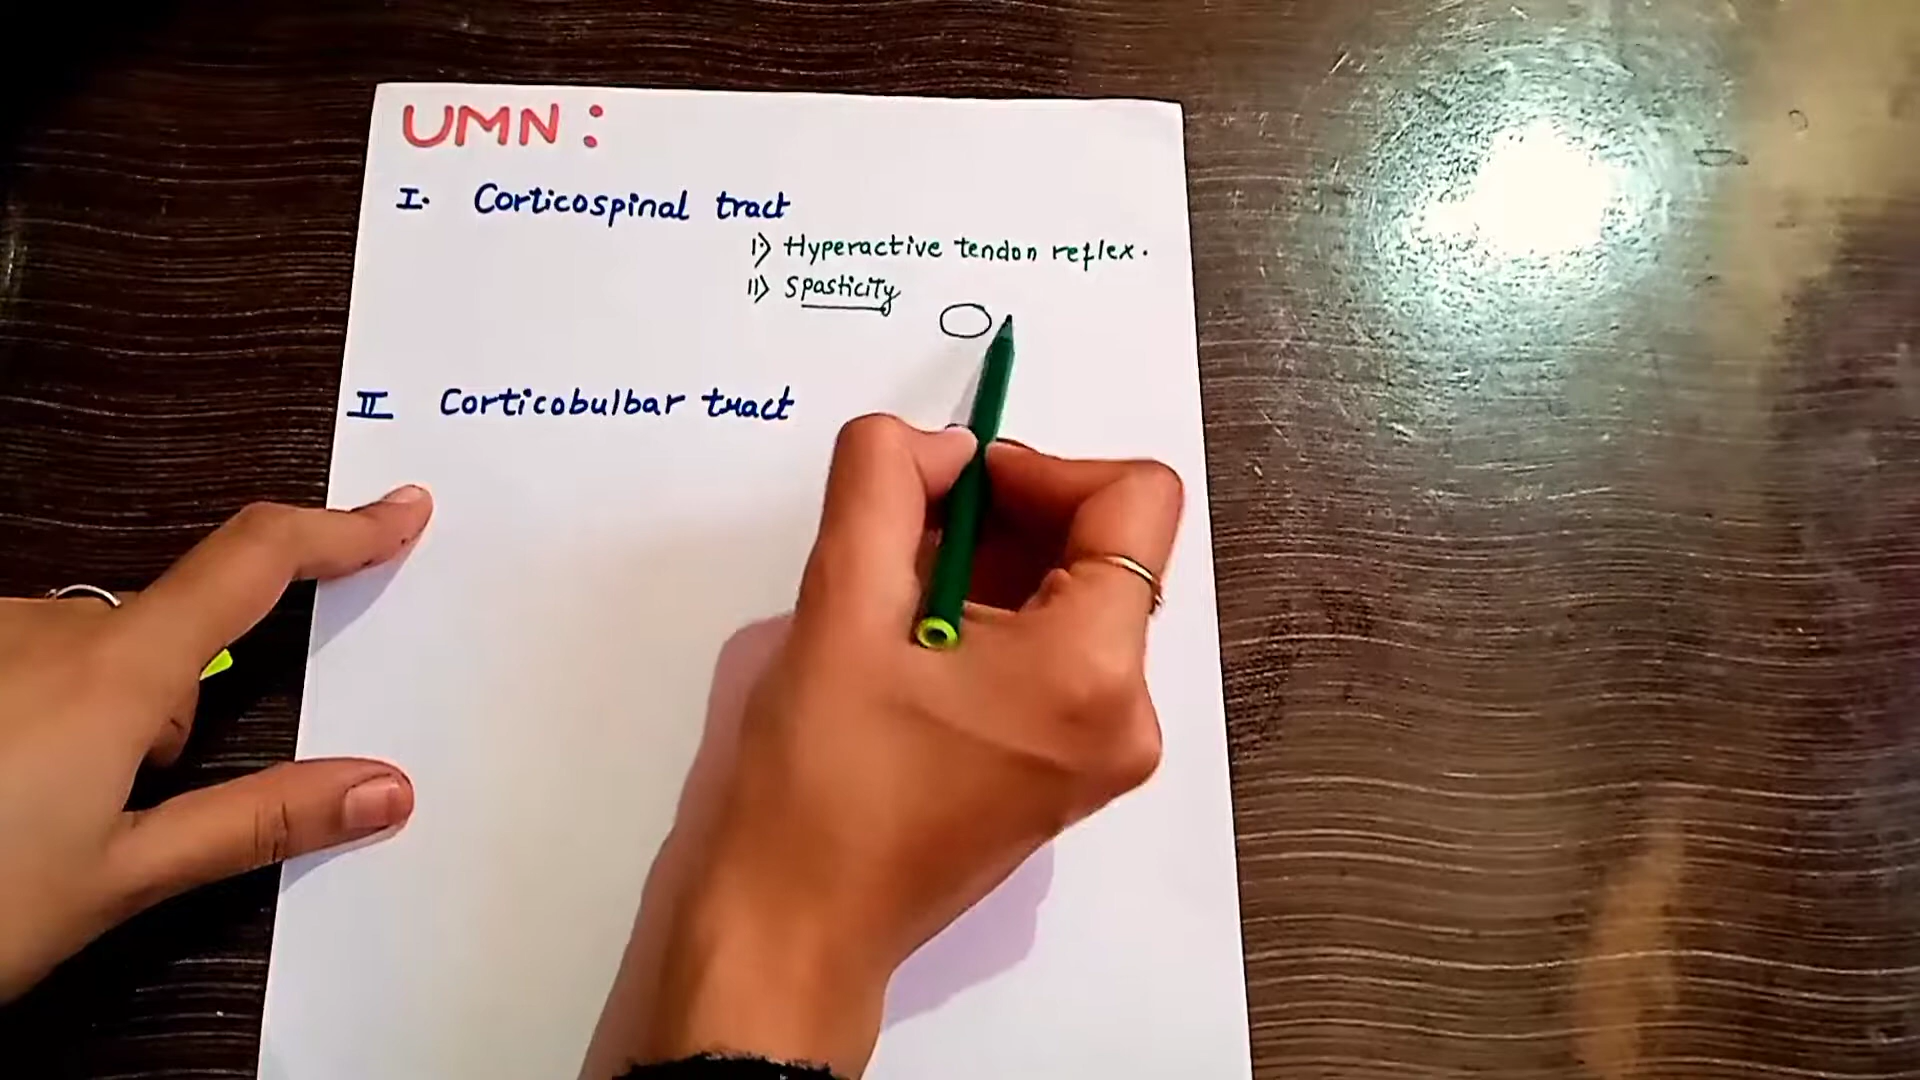 UMN :
I. Corticospinal tract
I·) Hyperactive tendon reflex.
II) Spasticity
II Corticobulbar tract